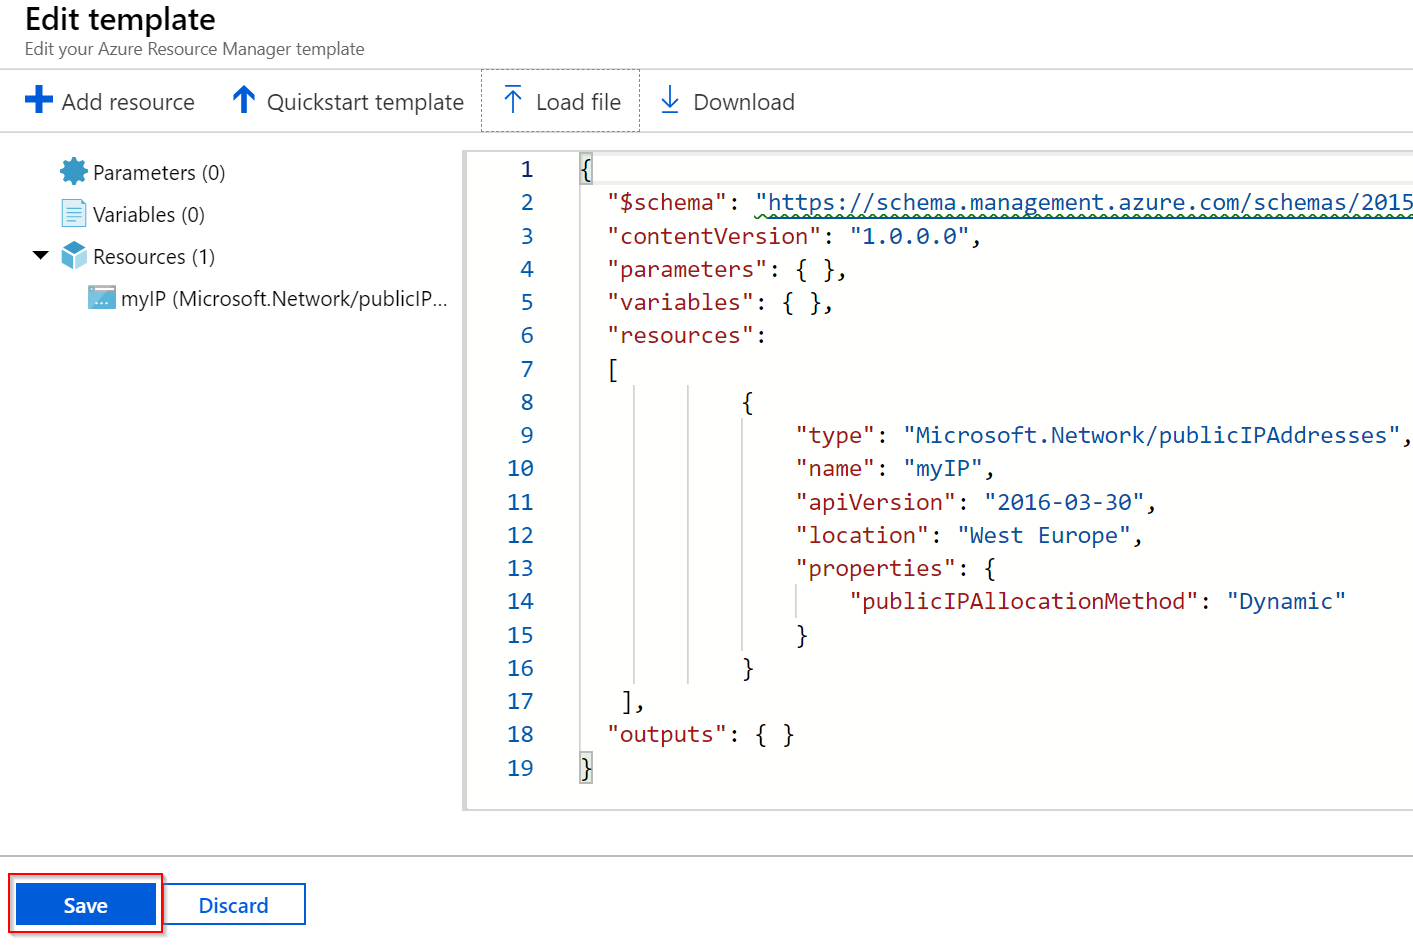 Edit template
Edit your Azure Resource Manager template
Add resource Quickstart template Load file Download
Parameters (0)
Variables (0)
Resources (1)
myIP (Microsoft.Network/publicIP...
1 {
2 "$schema": "https://schema.management.azure.com/schemas/2015
3 "contentVersion": "1.0.0.0",
4 "parameters": { },
5 "variables": { },
6 "resources":
7 [
8 {
9 "type": "Microsoft.Network/publicIPAddresses",
10 "name": "myIP",
11 "apiVersion": "2016-03-30",
12 "location": "West Europe",
13 "properties": {
14 "publicIPAllocationMethod": "Dynamic"
15 }
16 }
17 ],
18 "outputs": { }
19 }
Save Discard